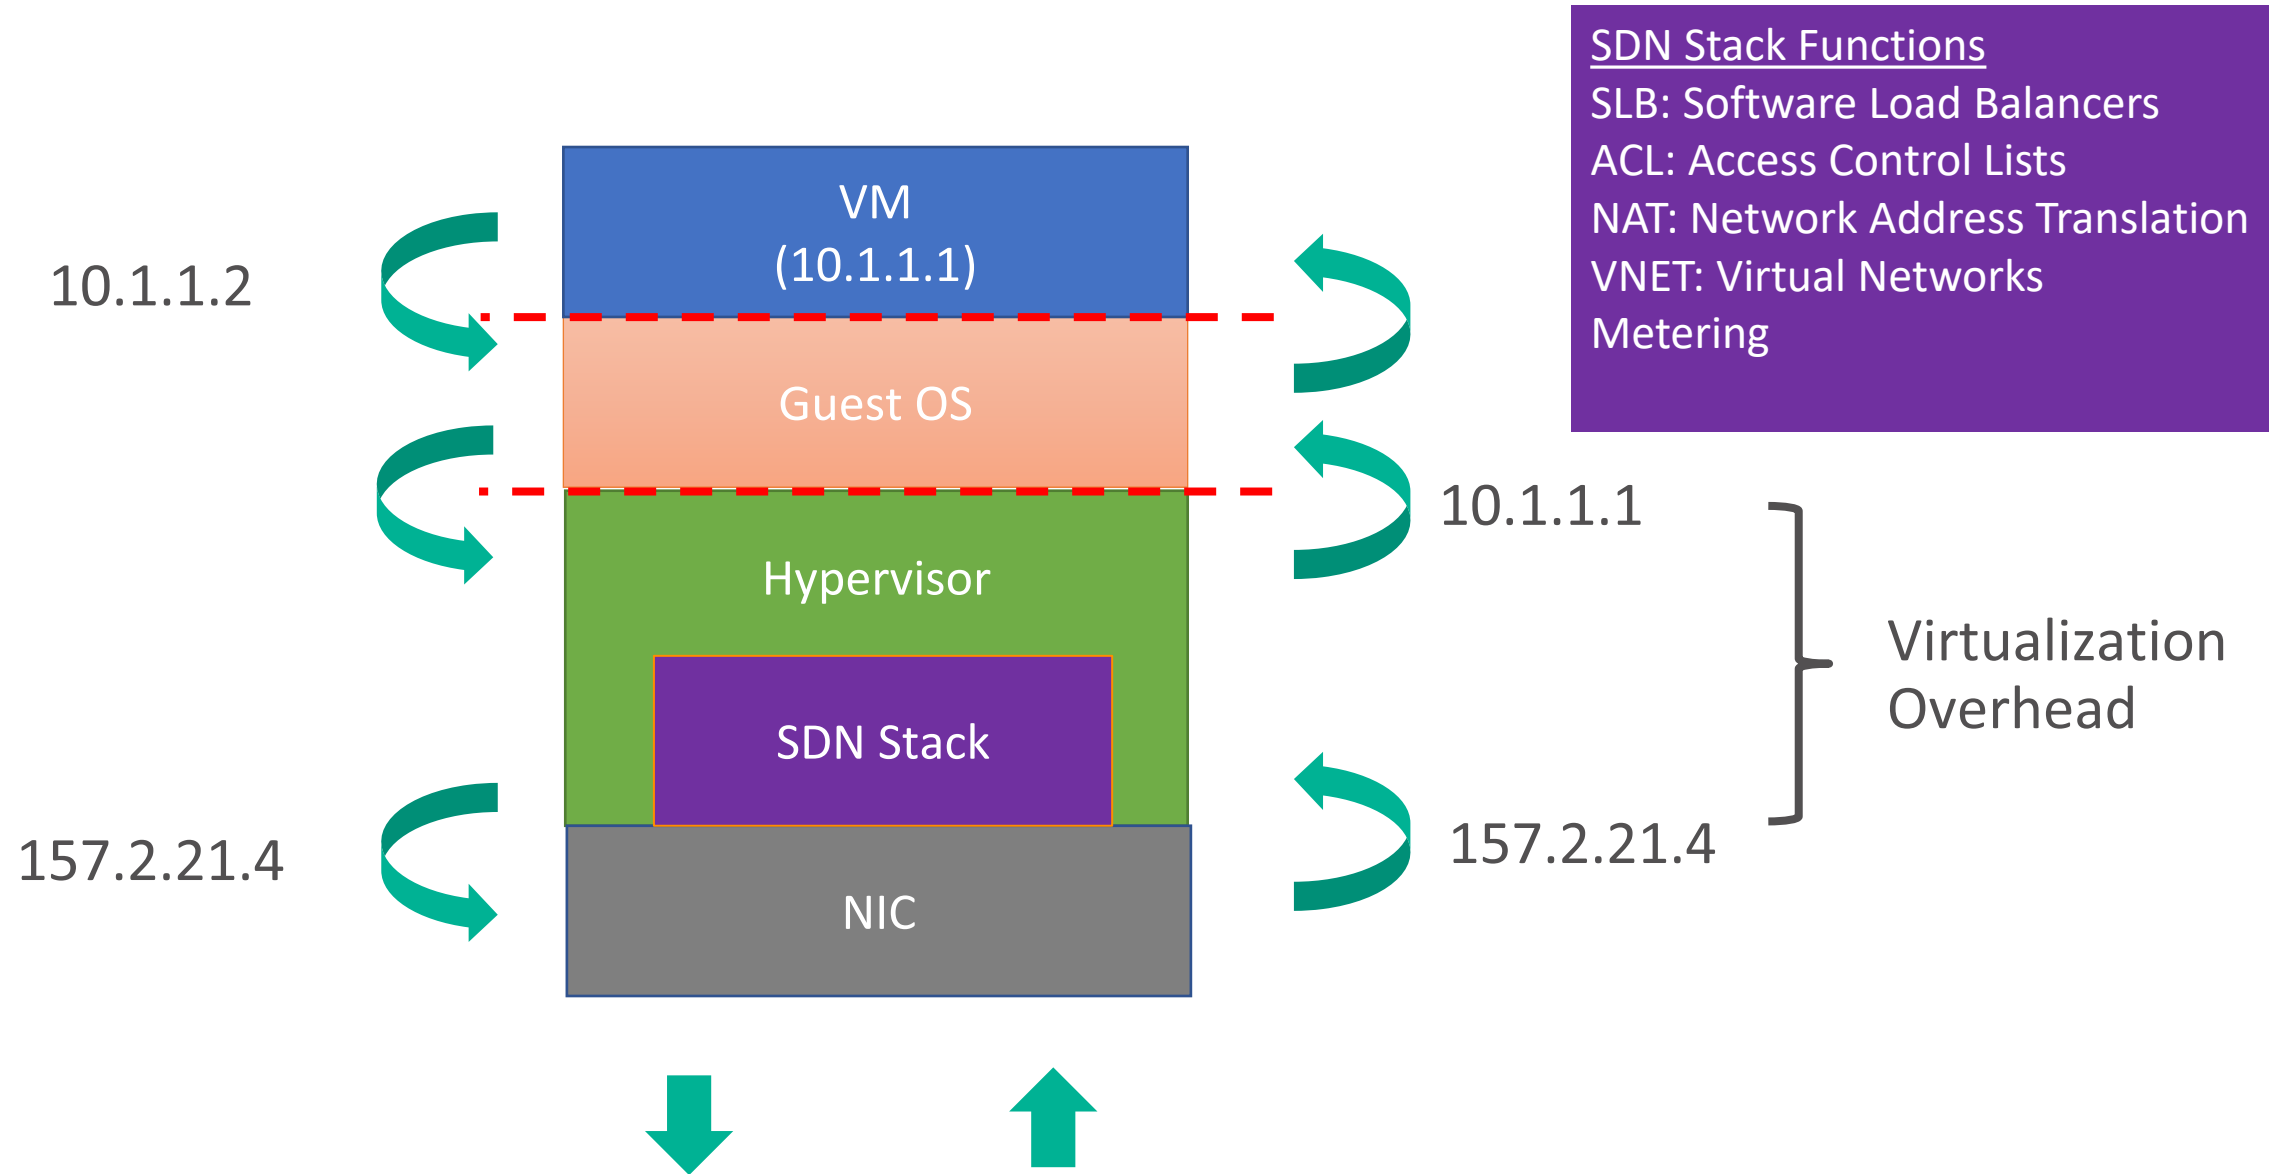 SDN Stack Functions
SLB: Software Load Balancers
ACL: Access Control Lists
NAT: Network Address Translation
VNET: Virtual Networks
Metering
VM
(10.1.1.1)
10.1.1.2
Guest OS
10.1.1.1
Hypervisor
Virtualization
Overhead
SDN Stack
157.2.21.4
157.2.21.4
NIC